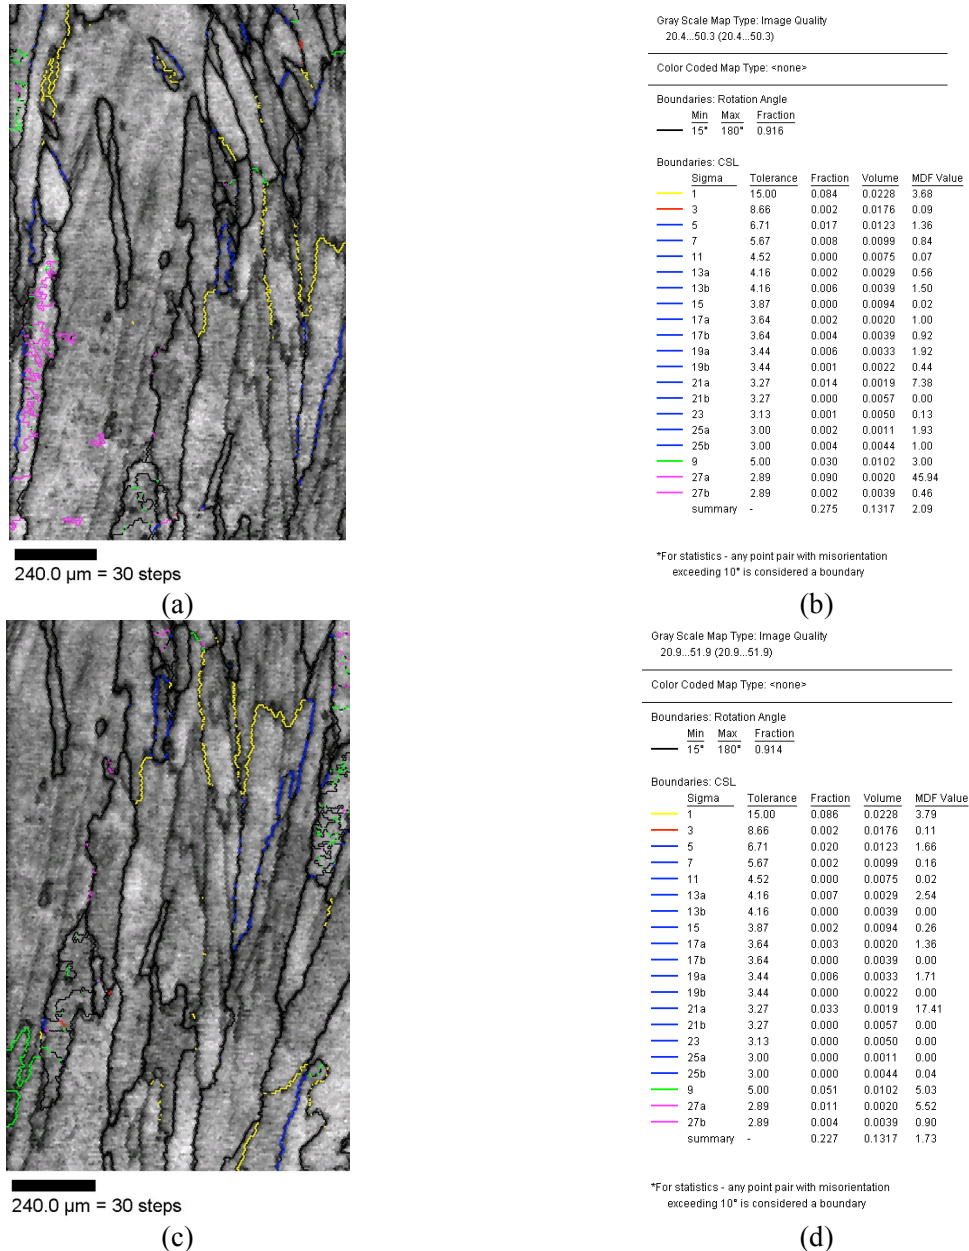 Gray Scale Map Type: Image Quality
20.4...50.3 (20.4...50.3)
Color Coded Map Type: <none>
Boundaries: Rotation Angle
Min Max Fraction
15° 180° 0.916
Boundaries: CSL
Sigma Tolerance Fraction Volume MDF Value
1 15.00 0.084 0.0228 3.68
3 8.66 0.002 0.0176 0.09
5 6.71 0.017 0.0123 1.36
7 5.67 0.008 0.0099 0.84
11 4.52 0.000 0.0075 0.07
13a 4.16 0.002 0.0029 0.56
13b 4.16 0.006 0.0039 1.50
15 3.87 0.000 0.0094 0.02
17a 3.64 0.002 0.0020 1.00
17b 3.64 0.004 0.0039 0.92
19a 3.44 0.006 0.0033 1.92
19b 3.44 0.001 0.0022 0.44
21a 3.27 0.014 0.0019 7.38
21b 3.27 0.000 0.0057 0.00
23 3.13 0.001 0.0050 0.13
25a 3.00 0.002 0.0011 1.93
25b 3.00 0.004 0.0044 1.00
9 5.00 0.030 0.0102 3.00
27a 2.89 0.090 0.0020 45.94
27b 2.89 0.002 0.0039 0.46
summary - 0.275 0.1317 2.09
*For statistics - any point pair with misorientation
exceeding 10° is considered a boundary
240.0 µm = 30 steps
(a)
(b)
Gray Scale Map Type: Image Quality
20.9...51.9 (20.9...51.9)
Color Coded Map Type: <none>
Boundaries: Rotation Angle
Min Max Fraction
15° 180° 0.914
Boundaries: CSL
Sigma Tolerance Fraction Volume MDF Value
1 15.00 0.086 0.0228 3.79
3 8.66 0.002 0.0176 0.11
5 6.71 0.020 0.0123 1.66
7 5.67 0.002 0.0099 0.16
11 4.52 0.000 0.0075 0.02
13a 4.16 0.007 0.0029 2.54
13b 4.16 0.000 0.0039 0.00
15 3.87 0.002 0.0094 0.26
17a 3.64 0.003 0.0020 1.36
17b 3.64 0.000 0.0039 0.00
19a 3.44 0.006 0.0033 1.71
19b 3.44 0.000 0.0022 0.00
21a 3.27 0.033 0.0019 17.41
21b 3.27 0.000 0.0057 0.00
23 3.13 0.000 0.0050 0.00
25a 3.00 0.000 0.0011 0.00
25b 3.00 0.000 0.0044 0.04
9 5.00 0.051 0.0102 5.03
27a 2.89 0.011 0.0020 5.52
27b 2.89 0.004 0.0039 0.90
summary - 0.227 0.1317 1.73
*For statistics - any point pair with misorientation
exceeding 10° is considered a boundary
240.0 µm = 30 steps
(c)
(d)